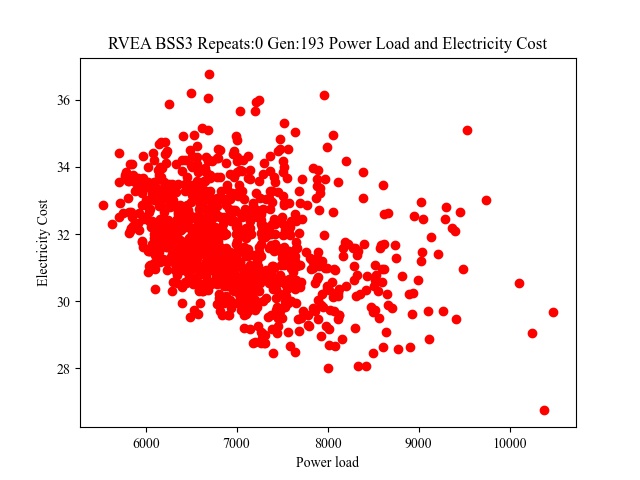 RVEA BSS3 Repeats:0 Gen:193 Power Load and Electricity Cost
36
34
32
30
28
Electricity Cost
6000 7000 8000 9000 10000
Power load